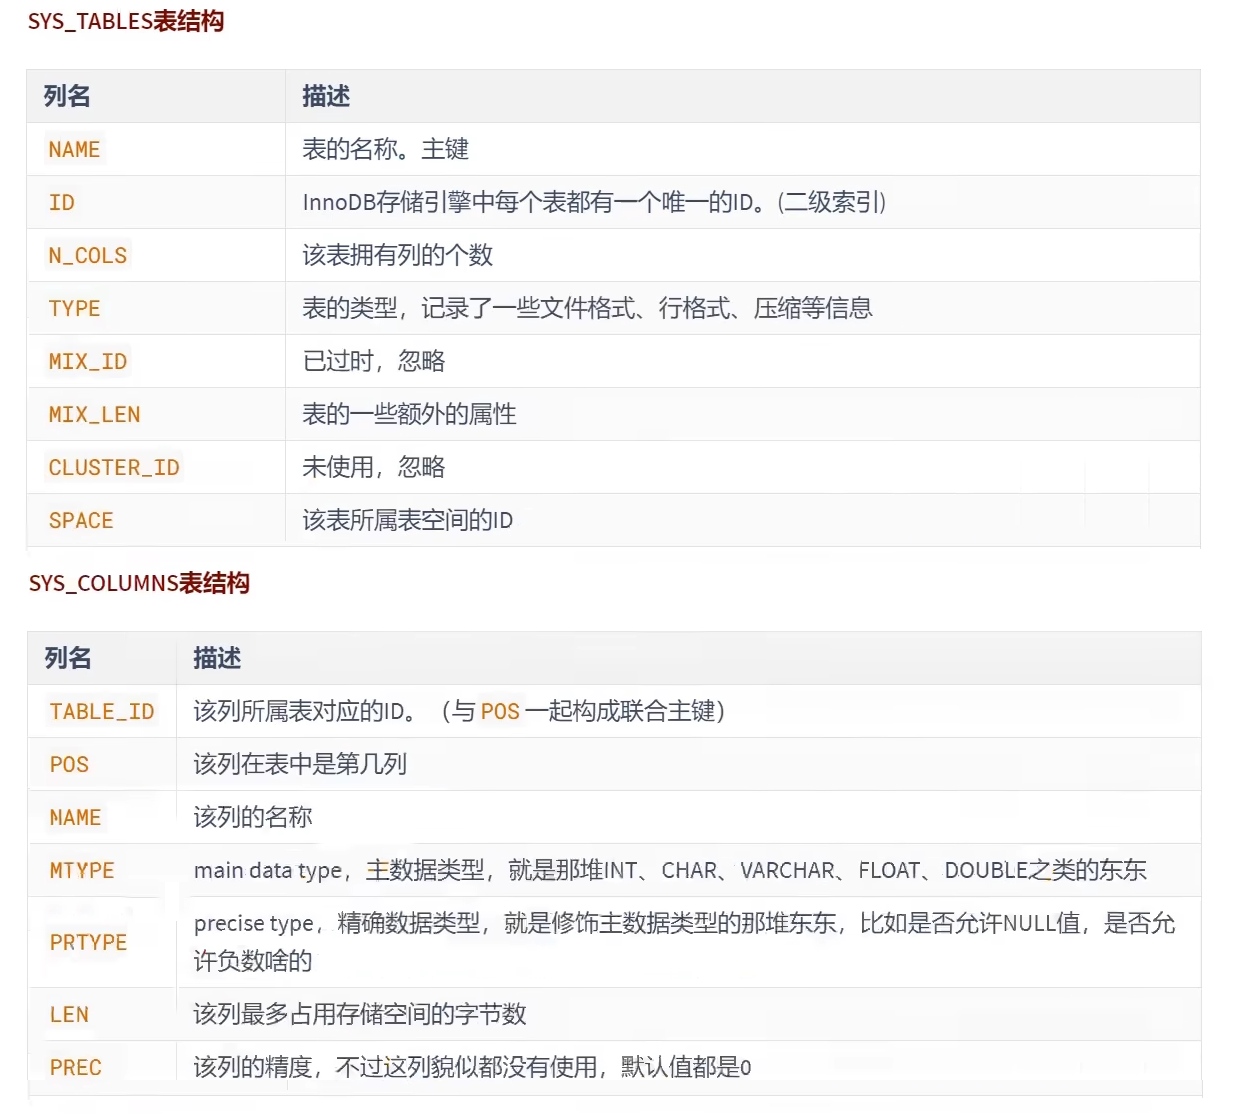 SYS_TABLES表结构
列名 描述
NAME 表的名称。主键
ID InnoDB存储引擎中每个表都有一个唯一的ID。(二级索引)
N_COLS 该表拥有列的个数
TYPE 表的类型，记录了一些文件格式、行格式、压缩等信息
MIX_ID 已过时，忽略
MIX_LEN 表的一些额外的属性
CLUSTER_ID 未使用，忽略
SPACE 该表所属表空间的ID
SYS_COLUMNS表结构
列名 描述
TABLE_ID 该列所属表对应的ID。（与 POS 一起构成联合主键）
POS 该列在表中是第几列
NAME 该列的名称
MTYPE main data type，主数据类型，就是那堆INT、CHAR、VARCHAR、FLOAT、DOUBLE之类的东东
PRTYPE precise type，精确数据类型，就是修饰主数据类型的那堆东东，比如是否允许NULL值，是否允
许负数啥的
LEN 该列最多占用存储空间的字节数
PREC 该列的精度，不过这列貌似都没有使用，默认值都是0